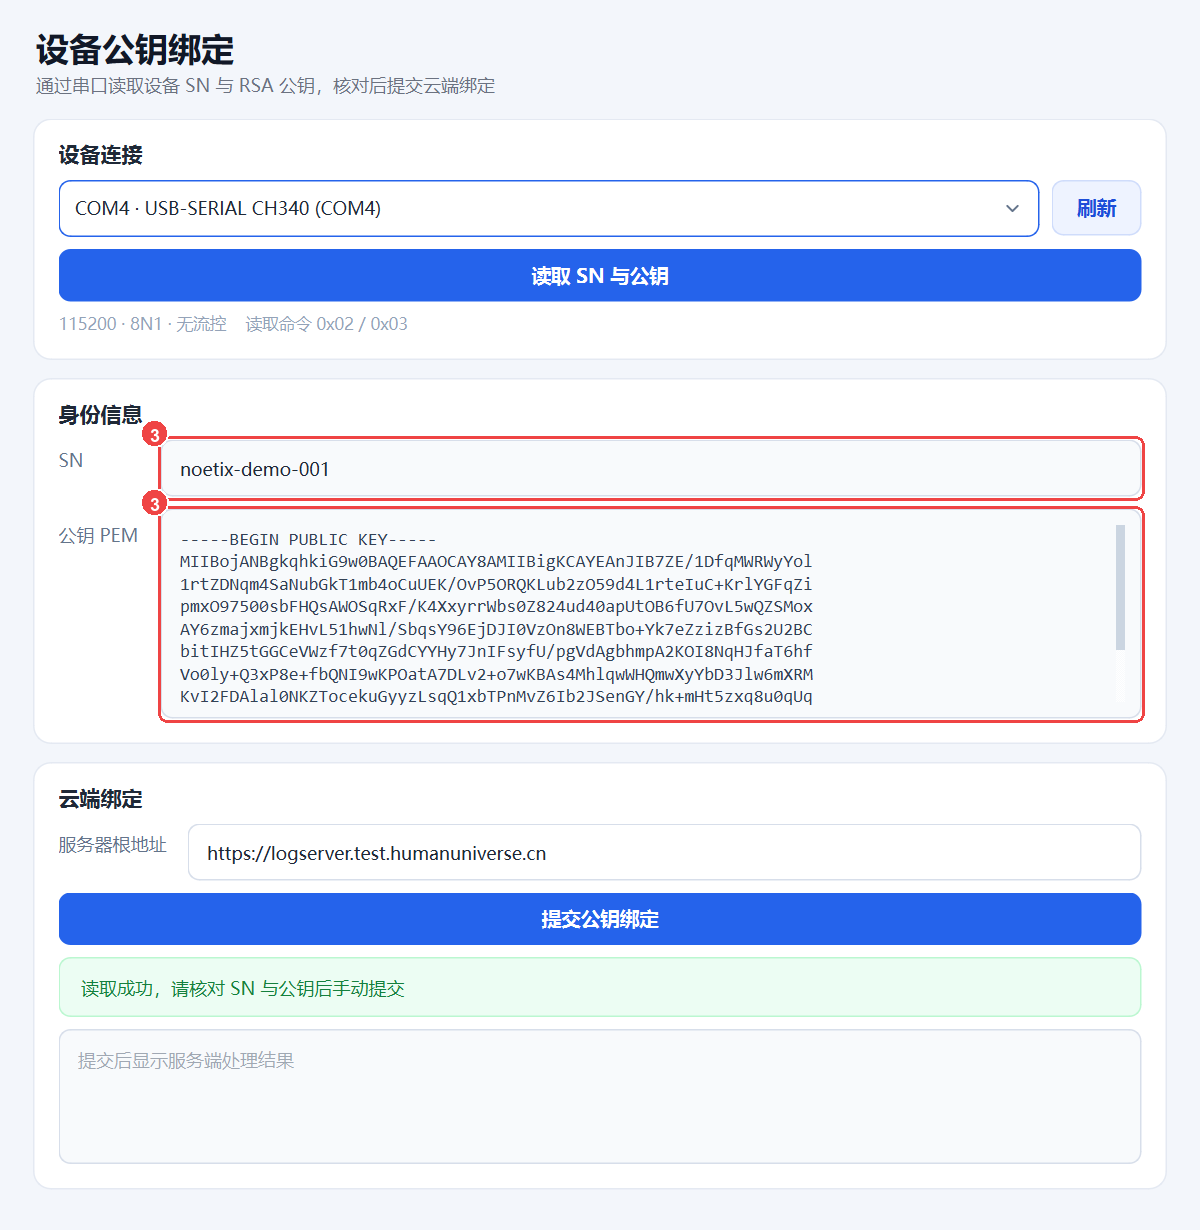 设备公钥绑定
通过串口读取设备 SN 与 RSA 公钥，核对后提交云端绑定
设备连接
COM4 · USB-SERIAL CH340 (COM4)
刷新
读取 SN 与公钥
115200 · 8N1 · 无流控 读取命令 0x02 / 0x03
身份信息
3
SN
noetix-demo-001
3
公钥 PEM
-----BEGIN PUBLIC KEY-----
MIIBojANBgkqhkiG9w0BAQEFAAOCAY8AMIIBigKCAYEAnJIB7ZE/1DfqMWRWyYol
1rtZDNqm4SaNubGkT1mb4oCuUEK/OvP5ORQKLub2zO59d4L1rteIuC+KrlYGFqZi
pmxO97500sbFHQsAWOSqRxF/K4XxyrrWbs0Z824ud40apUtOB6fU7OvL5wQZSMox
AY6zmajxmjkEHvL51hwNl/SbqsY96EjDJI0VzOn8WEBTbo+Yk7eZzizBfGs2U2BC
bitIHZ5tGGCeVWzf7t0qZGdCYYHy7JnIFsyfU/pgVdAgbhmpA2KOI8NqHJfaT6hf
Vo0ly+Q3xP8e+fbQNI9wKPOatA7DLv2+o7wKBAs4MhlqwWHQmwXyYbD3Jlw6mXRM
KvI2FDAlal0NKZTocekuGyyzLsqQ1xbTPnMvZ6Ib2JSenGY/hk+mHt5zxq8u0qUq
云端绑定
服务器根地址
https://logserver.test.humanuniverse.cn
提交公钥绑定
读取成功，请核对 SN 与公钥后手动提交
提交后显示服务端处理结果